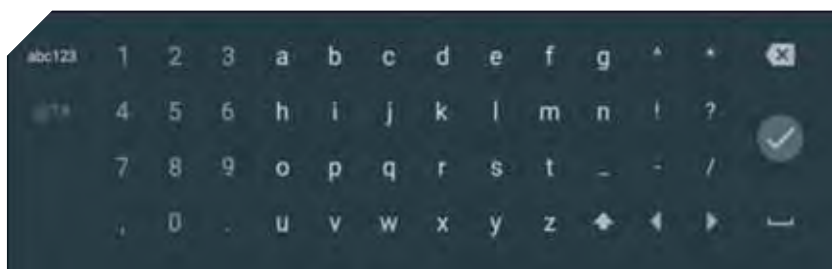 abc123 1 2 3 a b c d e f g ^ *
4 5 6 h i j k l m n ! ?
7 8 9 o p q r s t _ - /
, 0 . u v w x y z